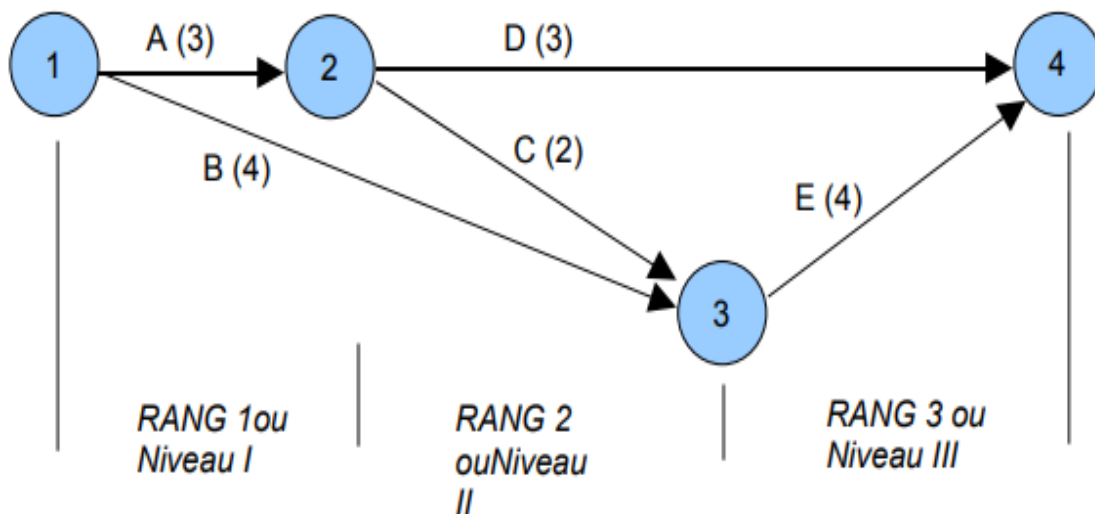 A (3)
D (3)
1
2
4
C (2)
B (4)
E (4)
3
RANG 1ou
Niveau I
RANG 2
ouNiveau
II
RANG 3 ou
Niveau III